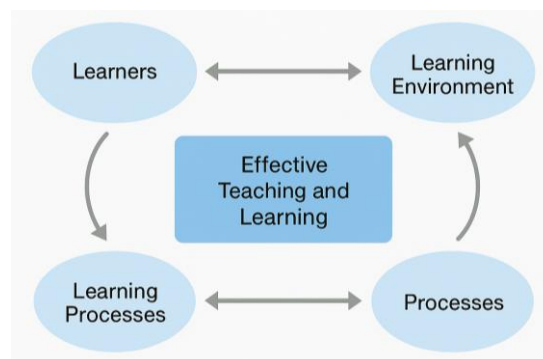 Learners
Learning
Environment
Effective
Teaching and
Learning
Learning
Processes
Processes